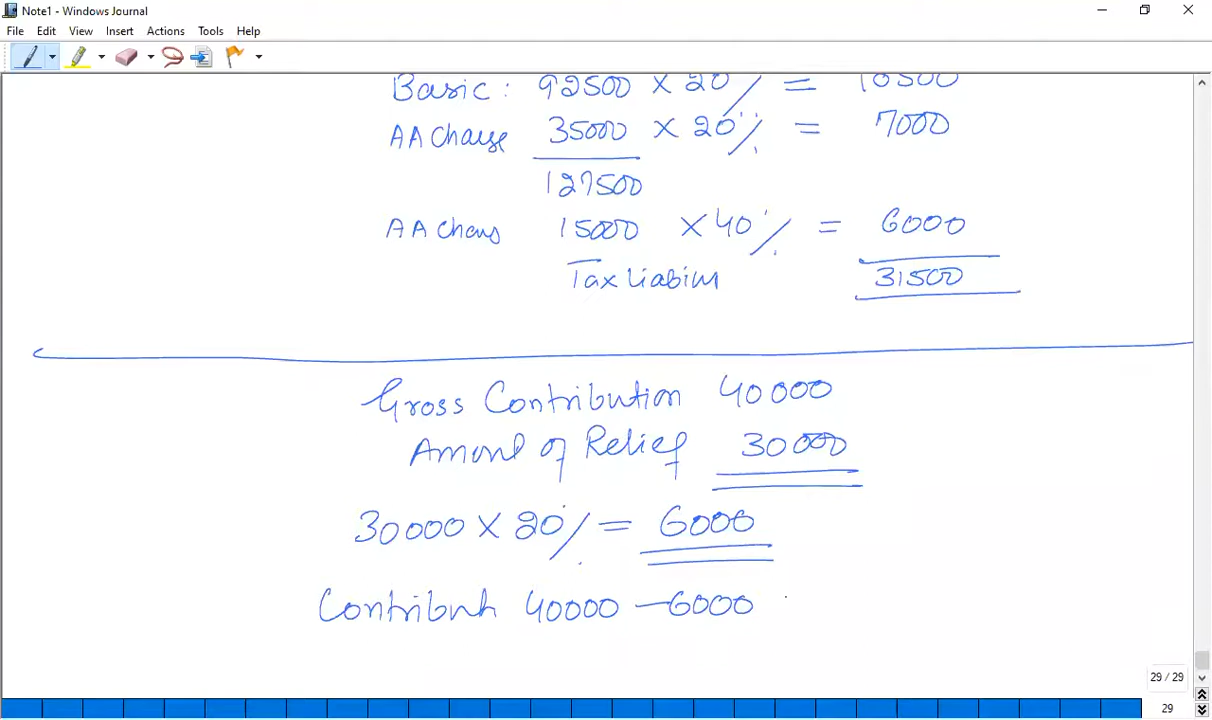 Note1 - Windows Journal
File Edit View Insert Actions Tools Help
Basic: 92500 × 20% = 18500
AA Charge 35000 × 20% = 7000
127500
AA Charg 15000 × 40% = 6000
Tax liability 31500
Gross Contribution 40000
Amount of Relief 30000
30000 × 20% = 6000
Contribut 40000 - 6000
29 / 29
29